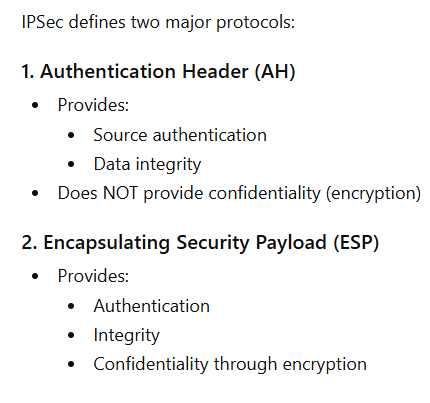 IPSec defines two major protocols:
1. Authentication Header (AH)
• Provides:
• Source authentication
• Data integrity
• Does NOT provide confidentiality (encryption)
2. Encapsulating Security Payload (ESP)
• Provides:
• Authentication
• Integrity
• Confidentiality through encryption